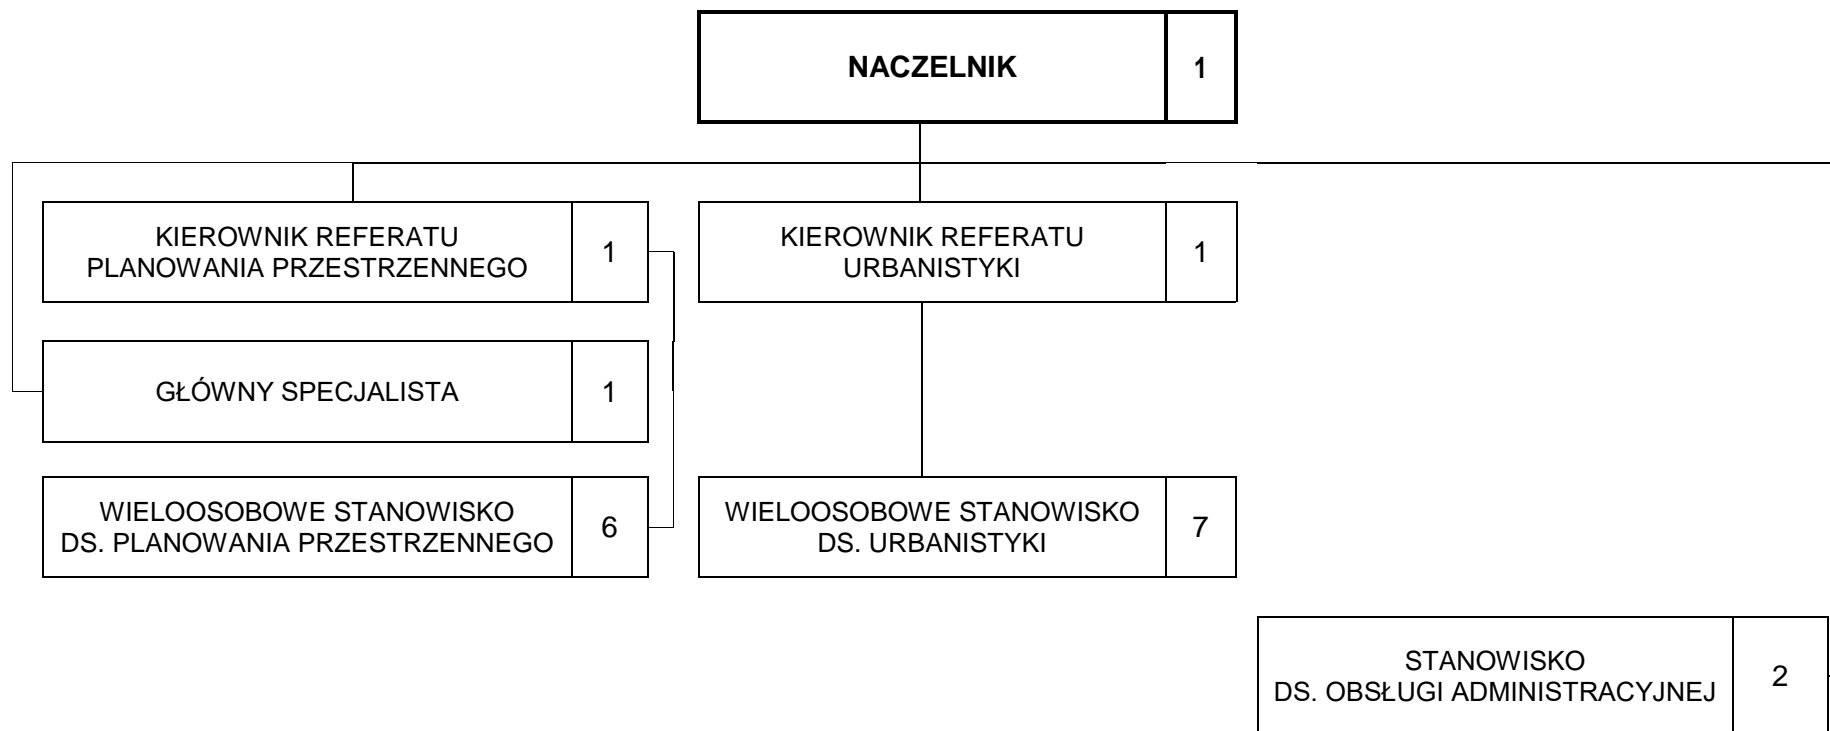 NACZELNIK 1
KIEROWNIK REFERATU
PLANOWANIA PRZESTRZENNEGO
1
KIEROWNIK REFERATU
URBANISTYKI
1
GŁÓWNY SPECJALISTA 1
WIELOOSOBOWE STANOWISKO
DS. PLANOWANIA PRZESTRZENNEGO
6
WIELOOSOBOWE STANOWISKO
DS. URBANISTYKI
7
STANOWISKO
DS. OBSŁUGI ADMINISTRACYJNEJ
2